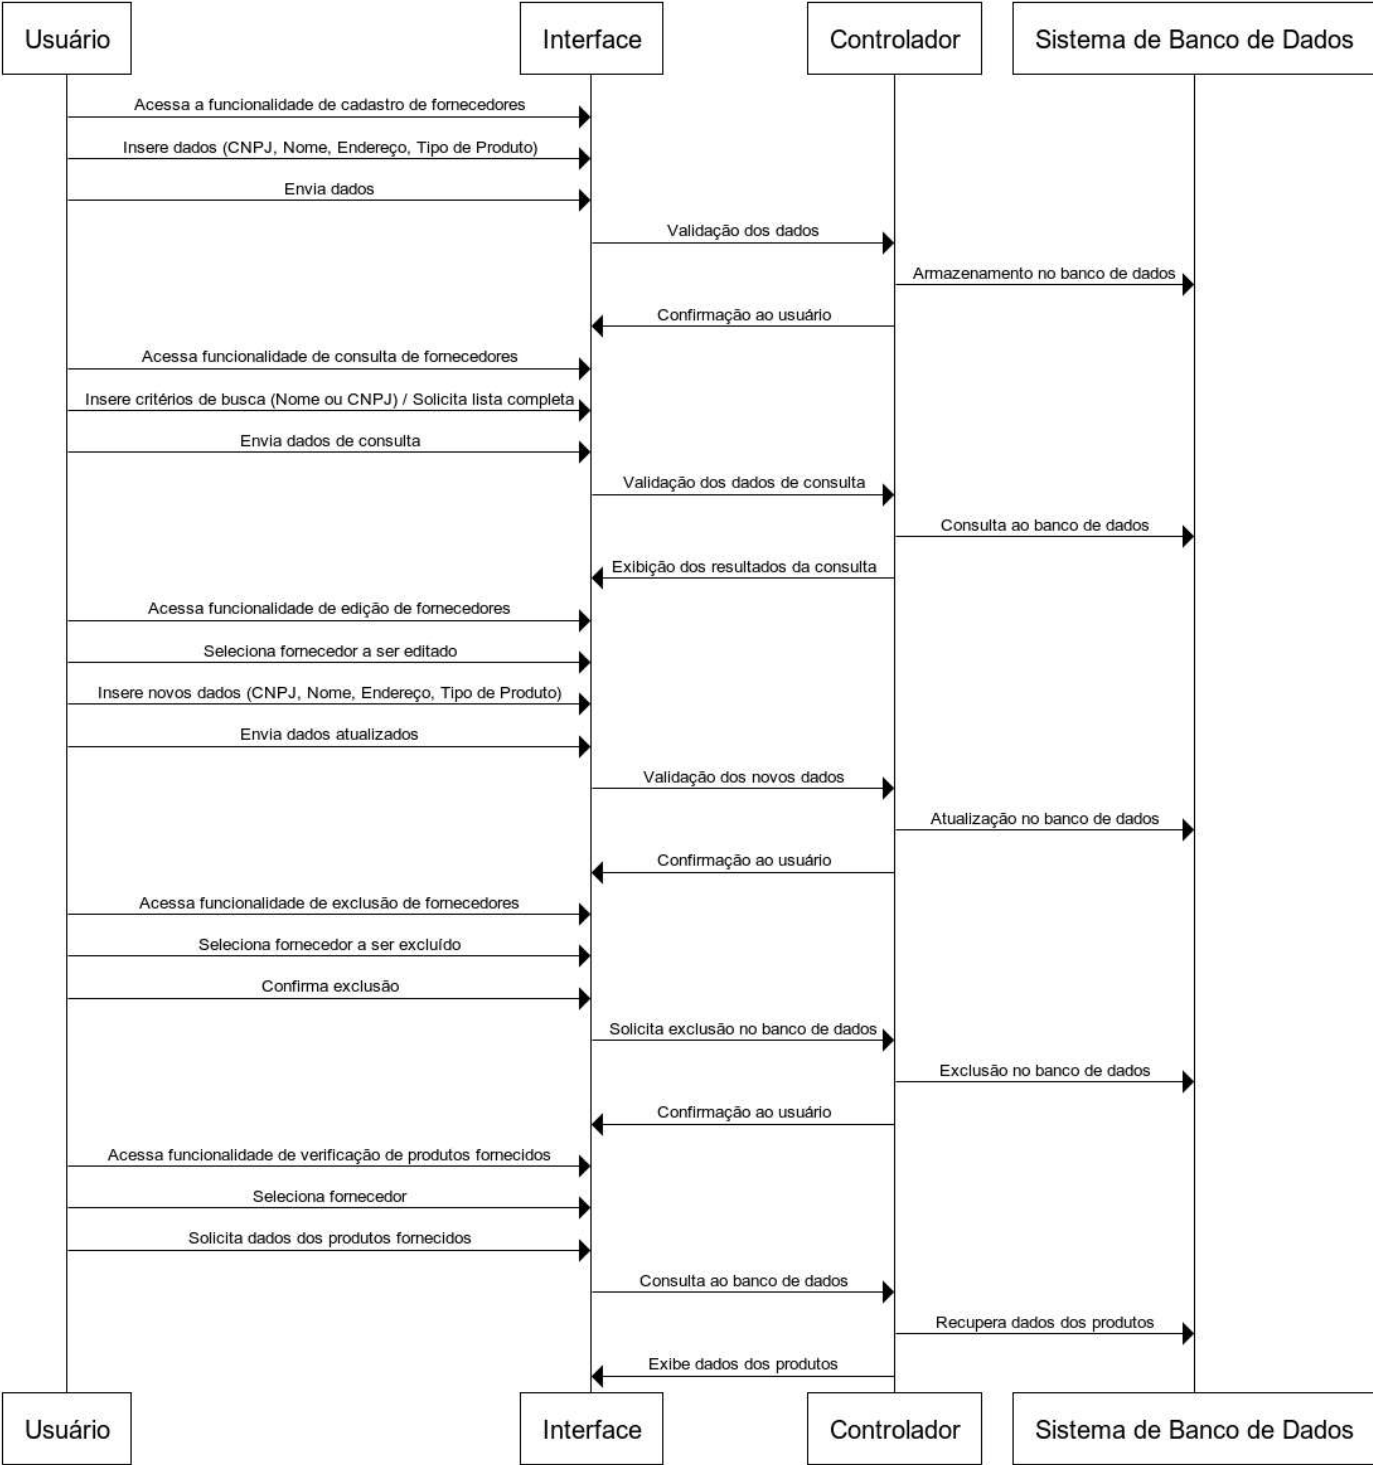 Usuário
Interface
Controlador
Sistema de Banco de Dados
Acessa a funcionalidade de cadastro de fornecedores
Insere dados (CNPJ, Nome, Endereço, Tipo de Produto)
Envia dados
Validação dos dados
Armazenamento no banco de dados
Confirmação ao usuário
Acessa funcionalidade de consulta de fornecedores
Insere critérios de busca (Nome ou CNPJ) / Solicita lista completa
Envia dados de consulta
Validação dos dados de consulta
Consulta ao banco de dados
Exibição dos resultados da consulta
Acessa funcionalidade de edição de fornecedores
Seleciona fornecedor a ser editado
Insere novos dados (CNPJ, Nome, Endereço, Tipo de Produto)
Envia dados atualizados
Validação dos novos dados
Atualização no banco de dados
Confirmação ao usuário
Acessa funcionalidade de exclusão de fornecedores
Seleciona fornecedor a ser excluído
Confirma exclusão
Solicita exclusão no banco de dados
Exclusão no banco de dados
Confirmação ao usuário
Acessa funcionalidade de verificação de produtos fornecidos
Seleciona fornecedor
Solicita dados dos produtos fornecidos
Consulta ao banco de dados
Recupera dados dos produtos
Exibe dados dos produtos
Usuário
Interface
Controlador
Sistema de Banco de Dados